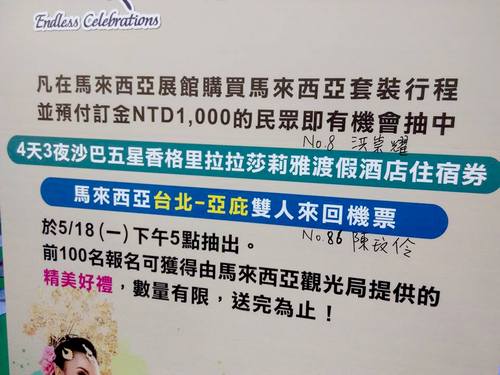 Endless Celebrations
凡在馬來西亞展館購買馬來西亞套裝行程
並預付訂金NTD1,000的民眾即有機會抽中
No.8 洪崇耀
4天3夜沙巴五星香格里拉拉莎莉雅渡假酒店住宿券
馬來西亞台北-亞庇雙人來回機票
No.86 陳玟伶
於5/18(一)下午5點抽出。
前100名報名可獲得由馬來西亞觀光局提供的
精美好禮，數量有限，送完為止！